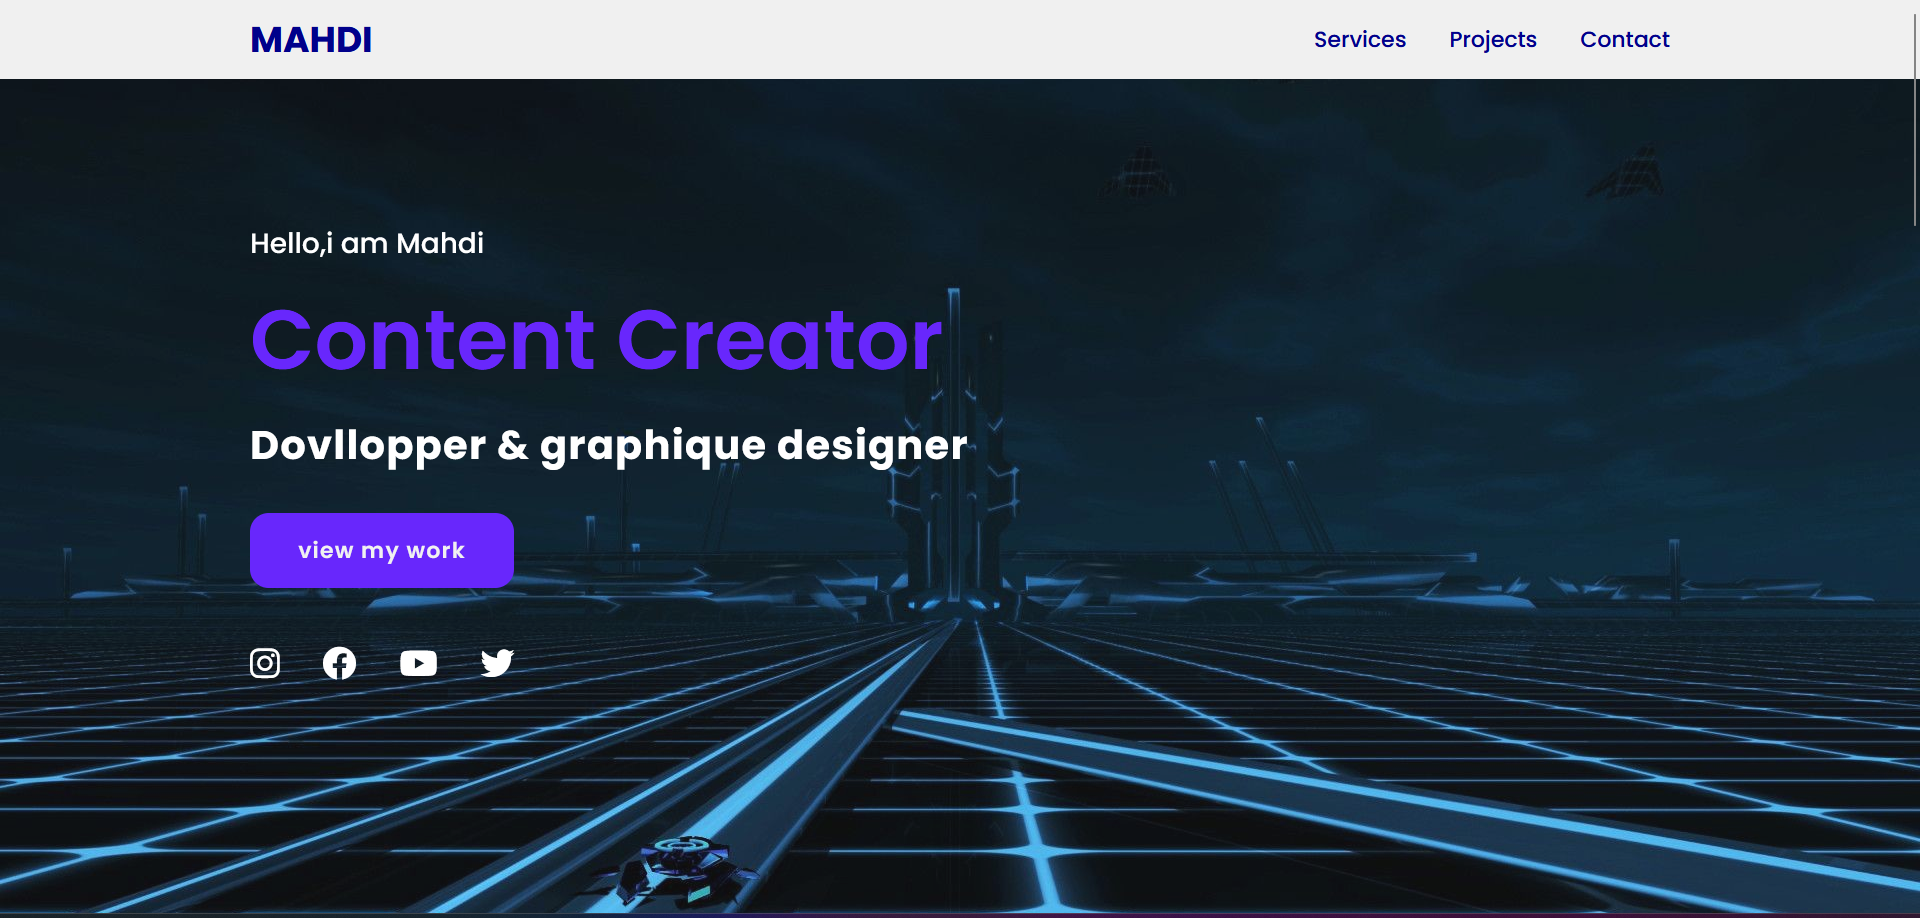 MAHDI
Services Projects Contact
Hello,i am Mahdi
Content Creator
Dovllopper & graphique designer
view my work